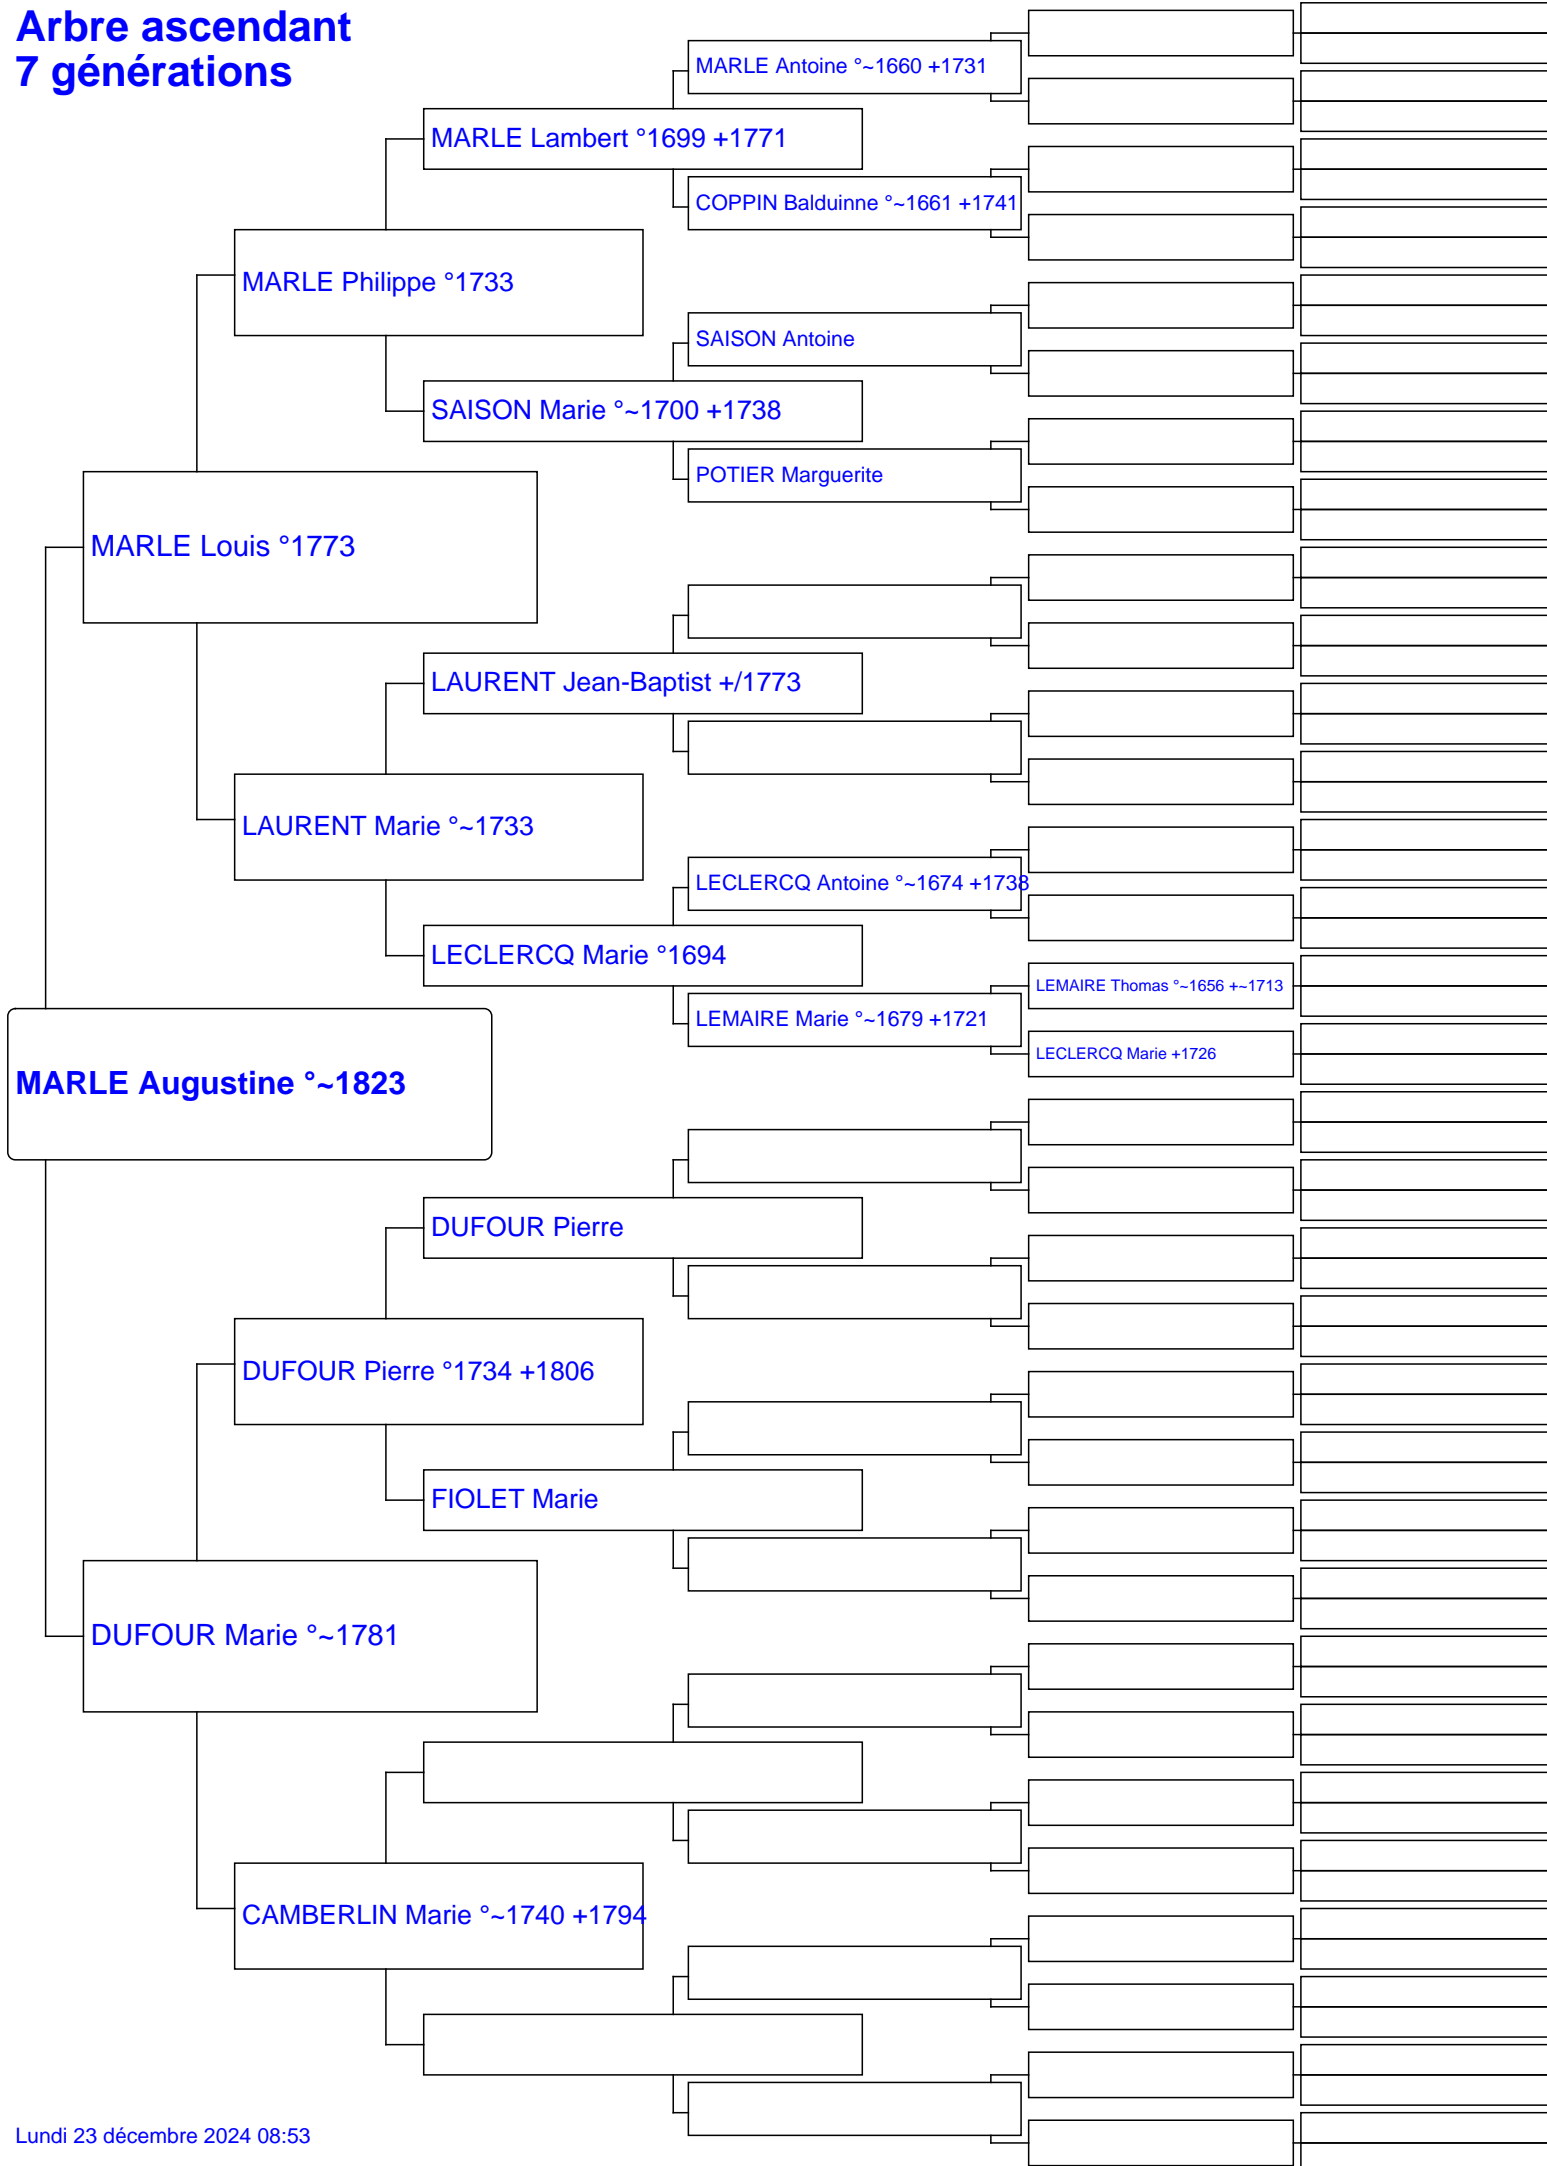 Arbre ascendant
7 générations
MARLE Antoine °~1660 +1731
MARLE Lambert °1699 +1771
COPPIN Balduinne °~1661 +1741
MARLE Philippe °1733
SAISON Antoine
SAISON Marie °~1700 +1738
POTIER Marguerite
MARLE Louis °1773
LAURENT Jean-Baptist +/1773
LAURENT Marie °~1733
LECLERCQ Antoine °~1674 +1738
LECLERCQ Marie °1694
LEMAIRE Thomas °~1656 +~1713
LEMAIRE Marie °~1679 +1721
LECLERCQ Marie +1726
MARLE Augustine °~1823
DUFOUR Pierre
DUFOUR Pierre °1734 +1806
FIOLET Marie
DUFOUR Marie °~1781
CAMBERLIN Marie °~1740 +1794
Lundi 23 décembre 2024 08:53